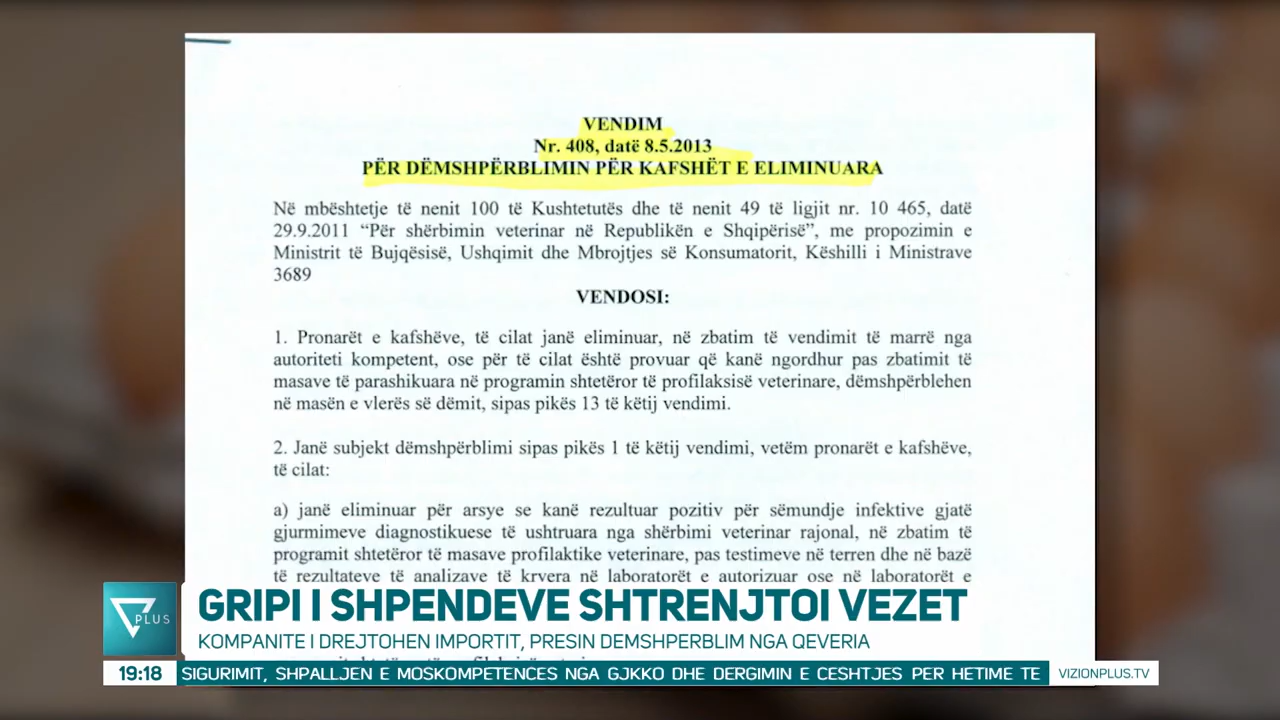 VENDIM
Nr. 408, datë 8.5.2013
PËR DËMSHPËRBLIMIN PËR KAFSHËT E ELIMINUARA
Në mbështetje të nenit 100 të Kushtetutës dhe të nenit 49 të ligjit nr. 10 465, datë
29.9.2011 “Për shërbimin veterinar në Republikën e Shqipërisë”, me propozimin e
Ministrit të Bujqësisë, Ushqimit dhe Mbrojtjes së Konsumatorit, Këshilli i Ministrave
3689
VENDOSI:
1. Pronarët e kafshëve, të cilat janë eliminuar, në zbatim të vendimit të marrë nga
autoriteti kompetent, ose për të cilat është provuar që kanë ngordhur pas zbatimit të
masave të parashikuara në programin shtetëror të profilaksisë veterinare, dëmshpërblehen
në masën e vlerës së dëmit, sipas pikës 13 të këtij vendimi.
2. Janë subjekt dëmshpërblimi sipas pikës 1 të këtij vendimi, vetëm pronarët e kafshëve,
të cilat:
a) janë eliminuar për arsye se kanë rezultuar pozitiv për sëmundje infektive gjatë
gjurmimeve diagnostikuese të ushtruara nga shërbimi veterinar rajonal, në zbatim të
programit shtetëror të masave profilaktike veterinare, pas testimeve në terren dhe në bazë
të rezultateve të analizave të krvera në laboratorët e autorizuar ose në laboratorët e
PLUS
GRIPI I SHPENDEVE SHTRENJTOI VEZET
KOMPANITE I DREJTOHEN IMPORTIT, PRESIN DEMSHPERBLIM NGA QEVERIA
19:18 SIGURIMIT, SHPALLJEN E MOSKOMPETENCES NGA GJKKO DHE DERGIMIN E CESHTJES PER HETIME TE VIZIONPLUS.TV